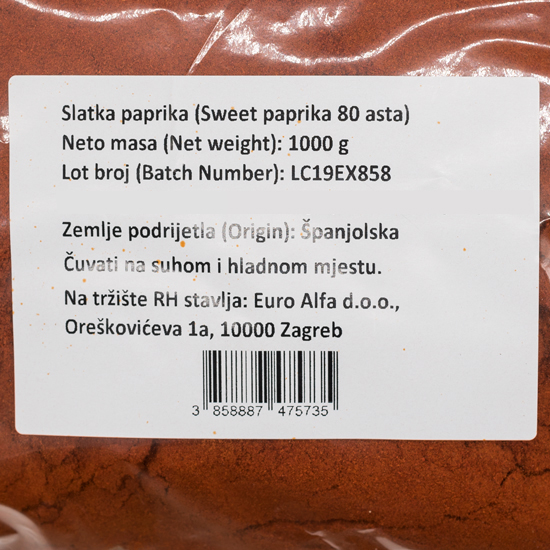 Slatka paprika (Sweet paprika 80 asta)
Neto masa (Net weight): 1000 g
Lot broj (Batch Number): LC19EX858
Zemlje podrijetla (Origin): Španjolska
Čuvati na suhom i hladnom mjestu.
Na tržište RH stavlja: Euro Alfa d.o.o.,
Oreškovićeva 1a, 10000 Zagreb
3 858887 475735